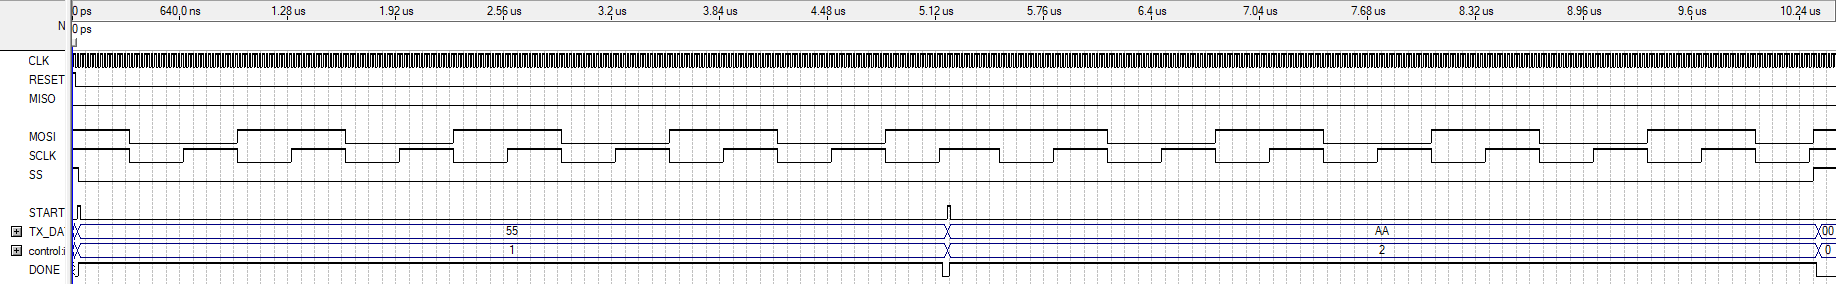 0 ps 640.0 ns 1.28 us 1.92 us 2.56 us 3.2 us 3.84 us 4.48 us 5.12 us 5.76 us 6.4 us 7.04 us 7.68 us 8.32 us 8.96 us 9.6 us 10.24 us
N 0 ps
CLK
RESET
MISO
MOSI
SCLK
SS
START
TX_DA 55 AA 00
control:i 1 2 0
DONE